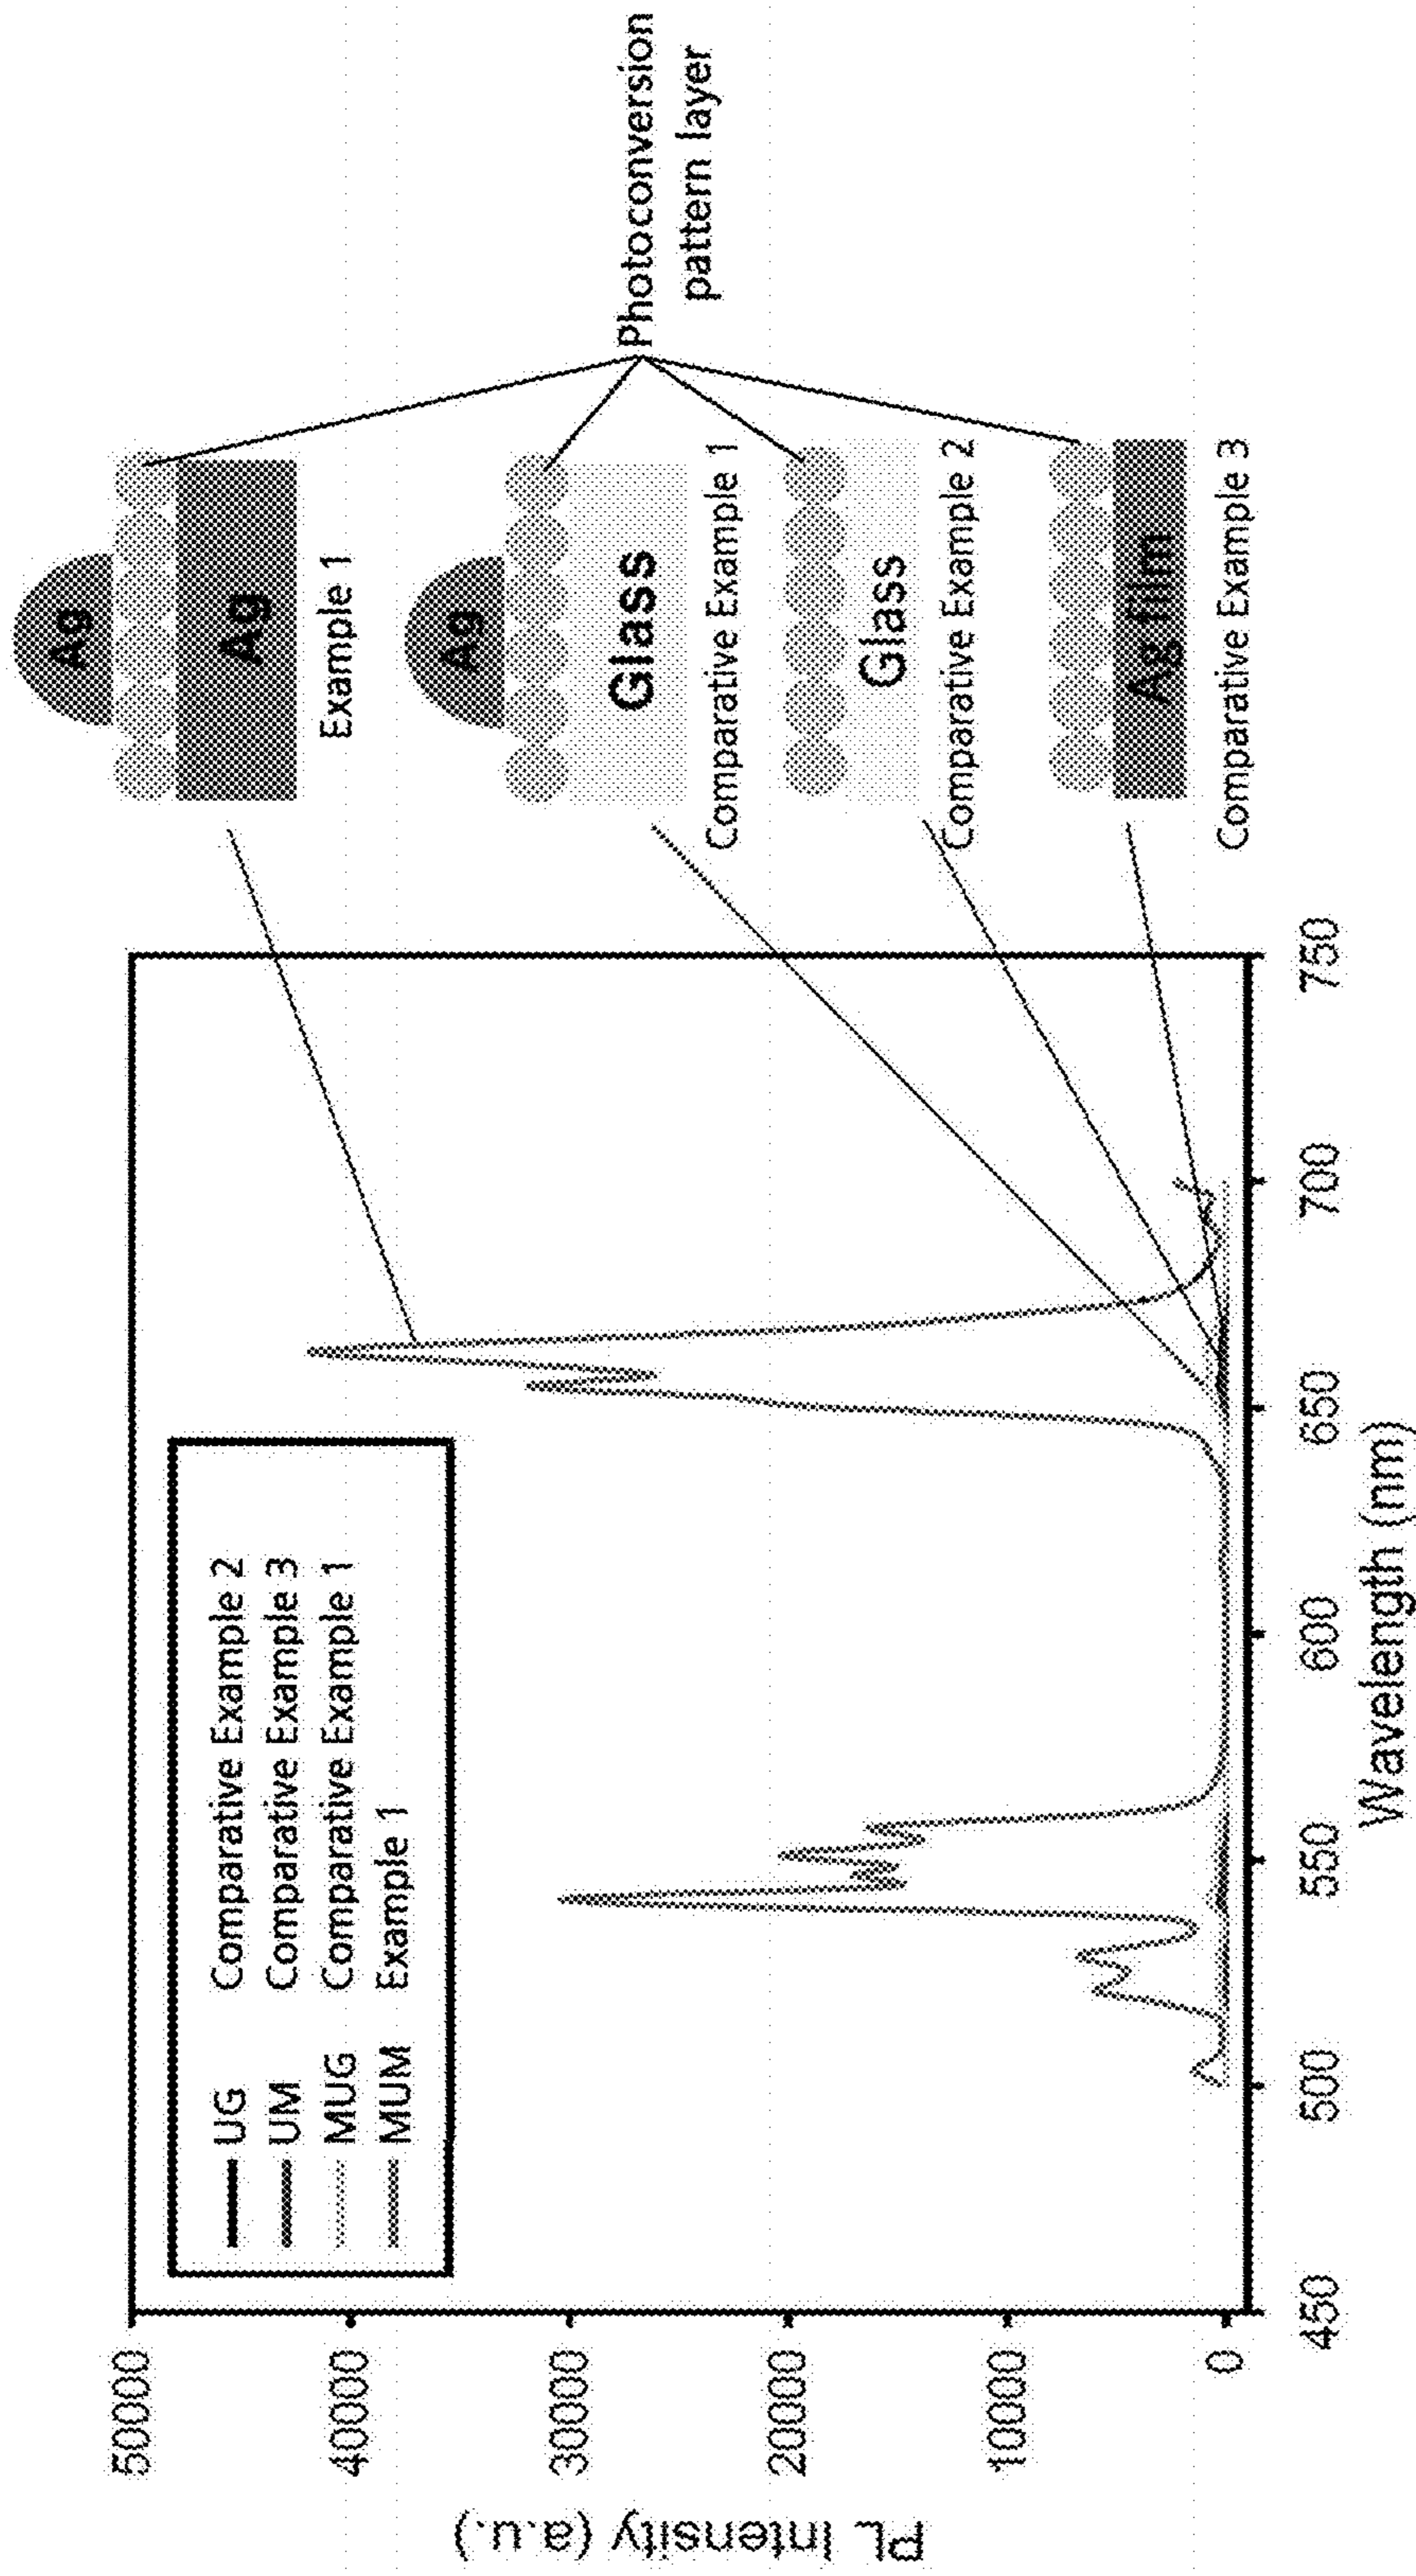 PL Intensity (a.u.)
50000
40000
30000
20000
10000
0
450
500
550
600
650
700
750
Wavelength (nm)
UG Comparative Example 2
UM Comparative Example 3
MUG Comparative Example 1
MUM Example 1
Ag
Ag
Example 1
Ag
Glass
Comparative Example 1
Glass
Comparative Example 2
Ag film
Comparative Example 3
Photoconversion
pattern layer